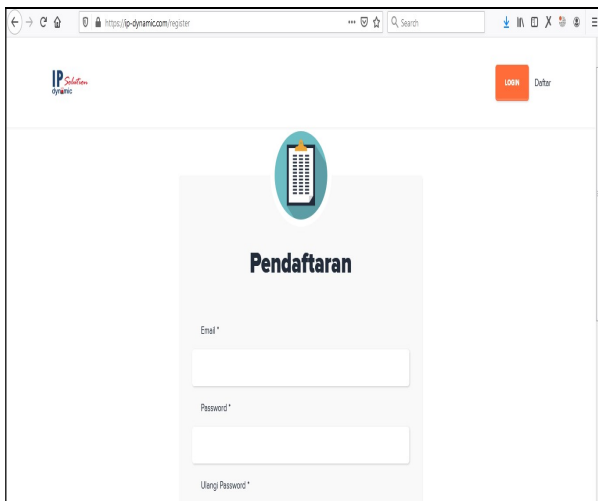 https://ip-dynamic.com/register
Search
IP Solution
dynamic
LOGIN
Daftar
Pendaftaran
Email *
Password *
Ulangi Password *